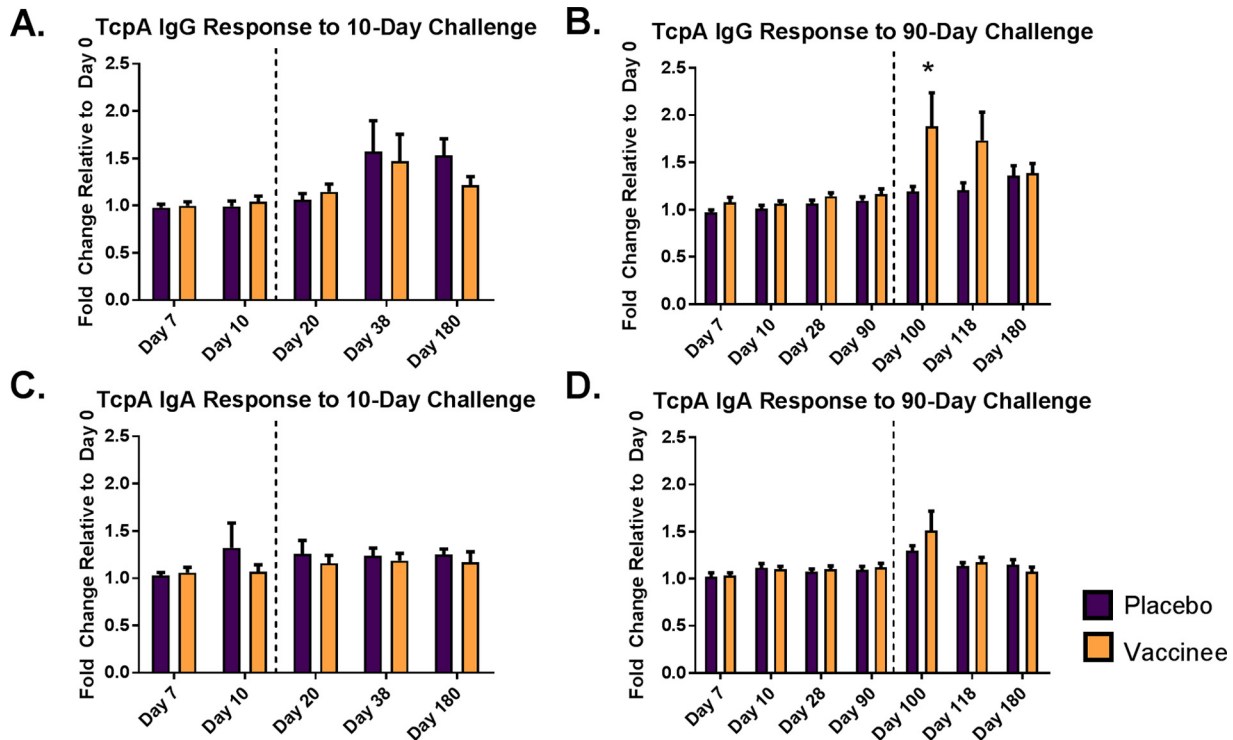 A.
TcpA IgG Response to 10-Day Challenge
Fold Change Relative to Day 0
2.5
2.0
1.5
1.0
0.5
0.0
Day 7
Day 10
Day 20
Day 38
Day 180
B.
TcpA IgG Response to 90-Day Challenge
Fold Change Relative to Day 0
2.5
2.0
1.5
1.0
0.5
0.0
*
Day 7
Day 10
Day 28
Day 90
Day 100
Day 118
Day 180
C.
TcpA IgA Response to 10-Day Challenge
Fold Change Relative to Day 0
2.5
2.0
1.5
1.0
0.5
0.0
Day 7
Day 10
Day 20
Day 38
Day 180
D.
TcpA IgA Response to 90-Day Challenge
Fold Change Relative to Day 0
2.5
2.0
1.5
1.0
0.5
0.0
Day 7
Day 10
Day 28
Day 90
Day 100
Day 118
Day 180
Placebo
Vaccinee